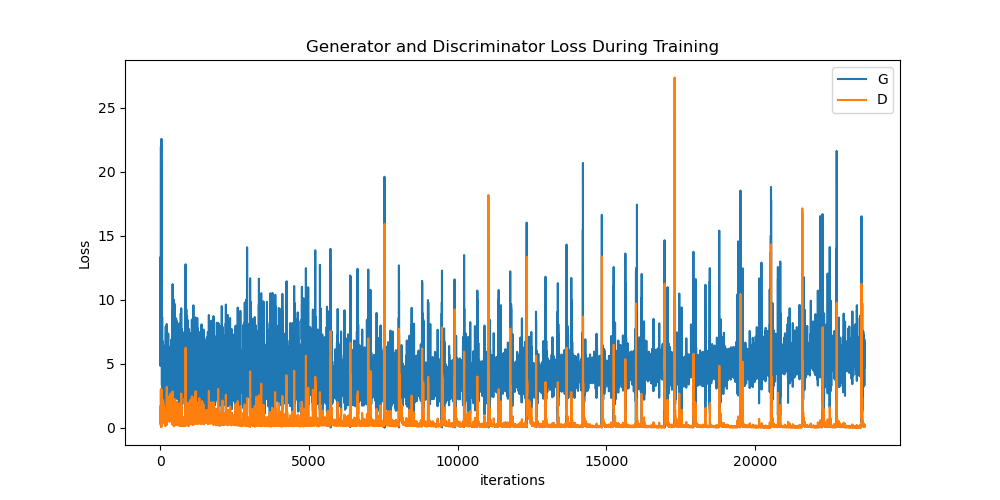 Generator and Discriminator Loss During Training
G
D
Loss
25
20
15
10
5
0
0 5000 10000 15000 20000
iterations